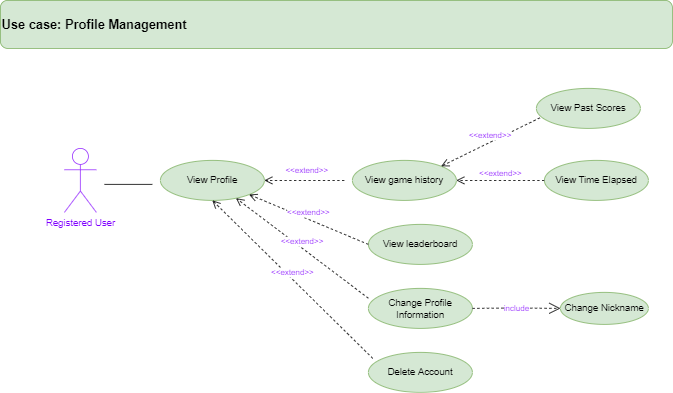 Use case: Profile Management
View Past Scores
<<extend>>
View Profile
<<extend>>
View game history
<<extend>>
View Time Elapsed
Registered User
<<extend>>
<<extend>>
View leaderboard
<<extend>>
Change Profile
Information
include
Change Nickname
Delete Account